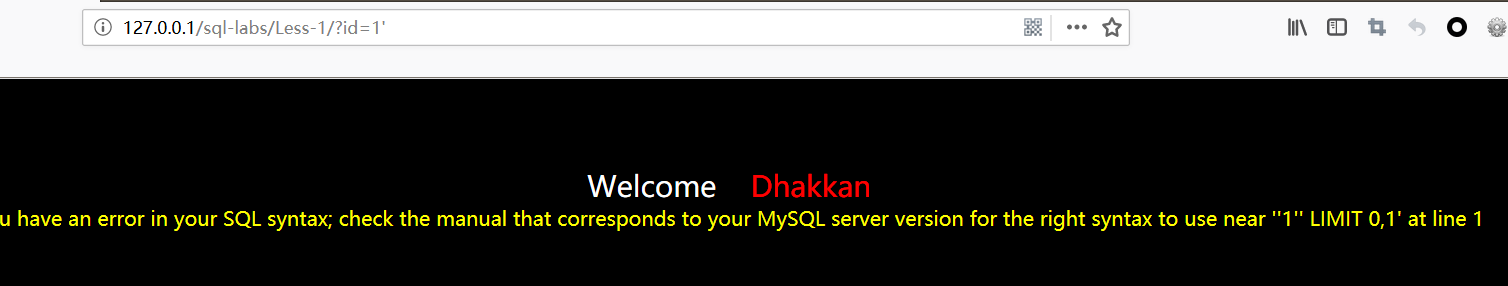 127.0.0.1/sql-labs/Less-1/?id=1'
Welcome Dhakkan
u have an error in your SQL syntax; check the manual that corresponds to your MySQL server version for the right syntax to use near ''1'' LIMIT 0,1' at line 1